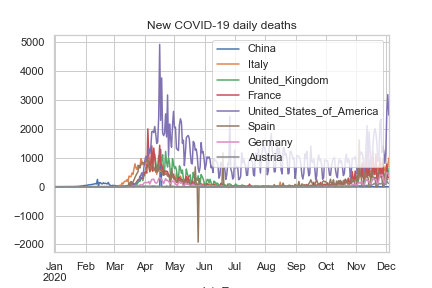 New COVID-19 daily deaths
5000
4000
3000
2000
1000
0
−1000
−2000
China
Italy
United_Kingdom
France
United_States_of_America
Spain
Germany
Austria
Jan Feb Mar Apr May Jun Jul Aug Sep Oct Nov Dec
2020